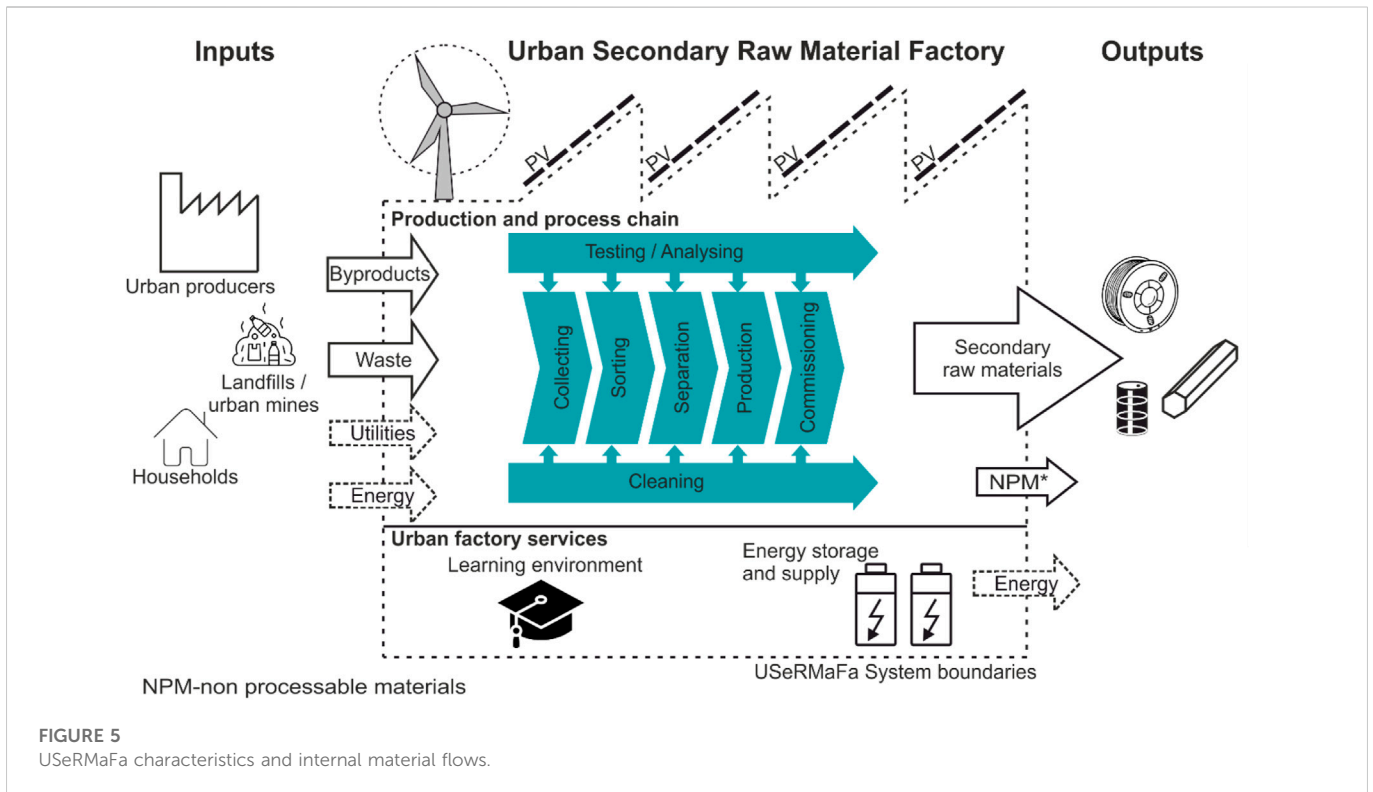 Inputs
Urban Secondary Raw Material Factory
Outputs
PV
PV
PV
PV
Production and process chain
Urban producers
Byproducts
Landfills /
urban mines
Waste
Households
Utilities
Energy
Testing / Analysing
Collecting
Sorting
Separation
Production
Commissioning
Cleaning
Secondary
raw materials
NPM*
Urban factory services
Learning environment
Energy storage
and supply
Energy
USeRMaFa System boundaries
NPM-non processable materials
FIGURE 5
USeRMaFa characteristics and internal material flows.